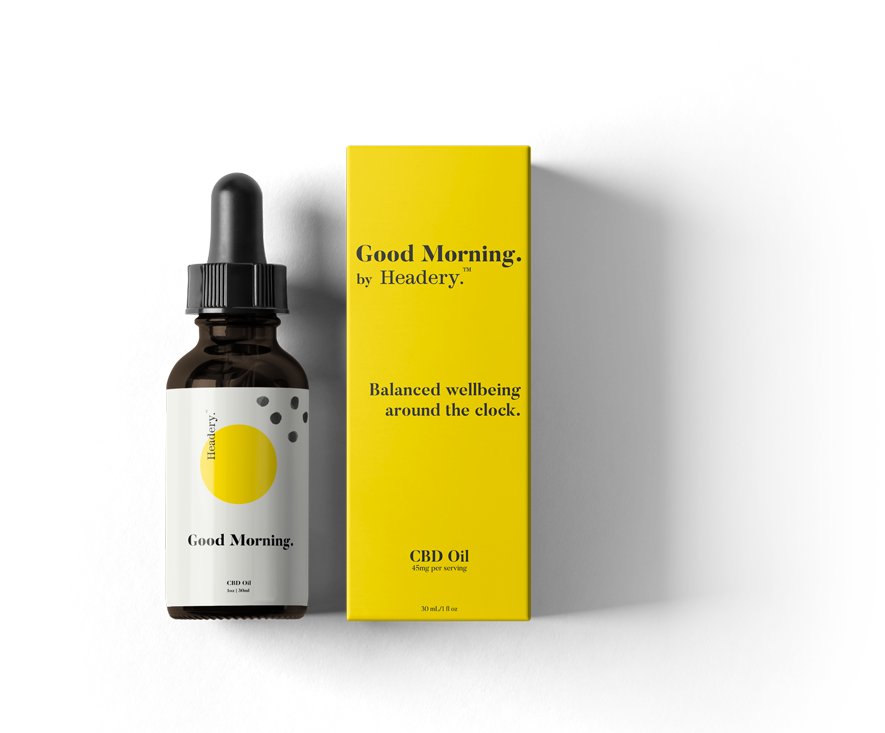 Headery.™
Good Morning.
CBD Oil
1oz | 30ml
Good Morning.
by Headery.™
Balanced wellbeing
around the clock.
CBD Oil
45mg per serving
30 mL/1 fl oz